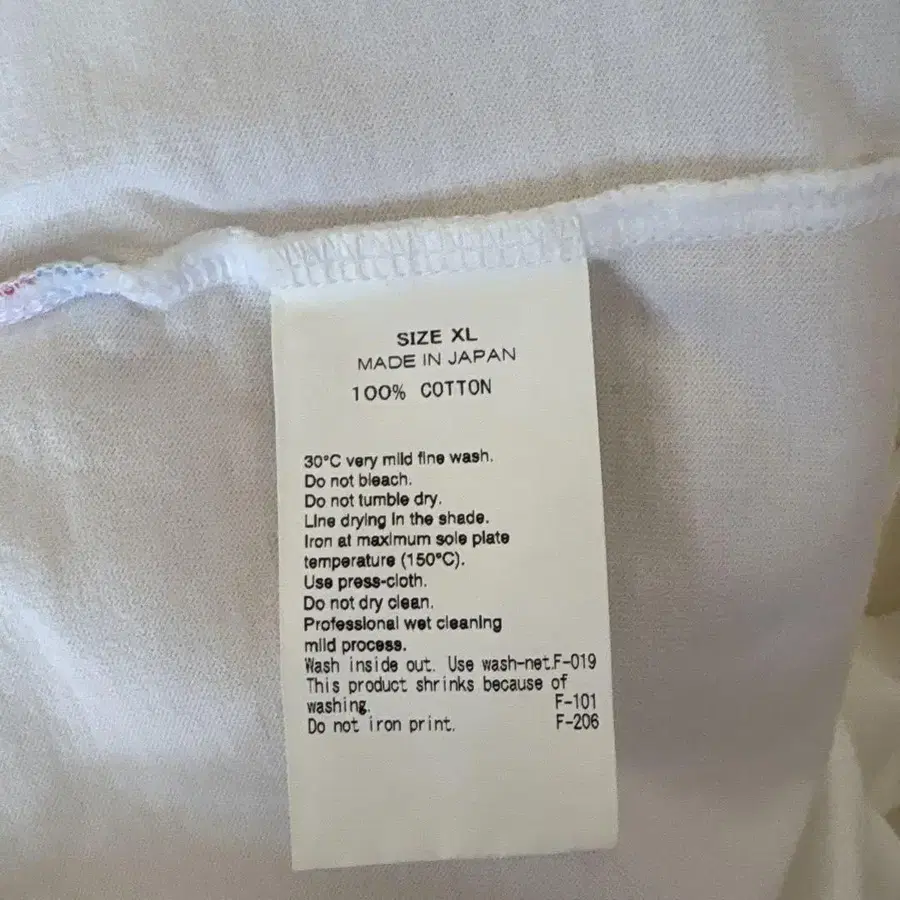 SIZE XL
MADE IN JAPAN
100% COTTON
30°C very mild fine wash.
Do not bleach.
Do not tumble dry.
Line drying in the shade.
Iron at maximum sole plate
temperature (150°C).
Use press-cloth.
Do not dry clean.
Professional wet cleaning
mild process.
Wash inside out. Use wash-net.F-019
This product shrinks because of
washing. F-101
Do not iron print. F-206